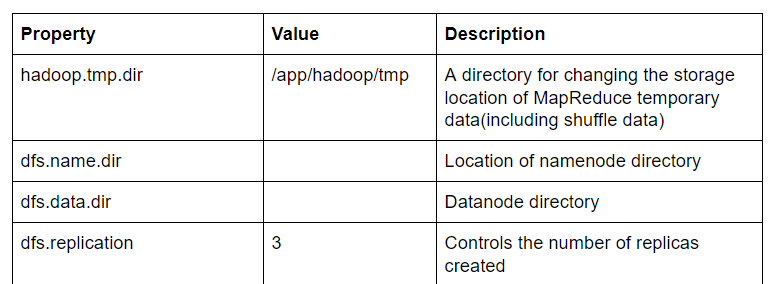 Property Value Description
hadoop.tmp.dir /app/hadoop/tmp A directory for changing the storage
location of MapReduce temporary
data(including shuffle data)
dfs.name.dir Location of namenode directory
dfs.data.dir Datanode directory
dfs.replication 3 Controls the number of replicas
created